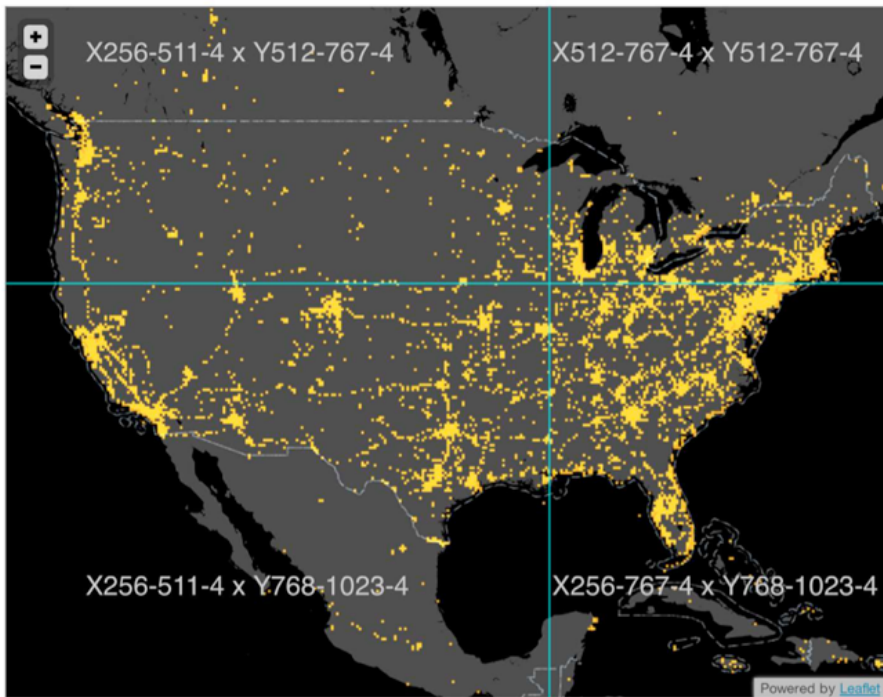 +
−
X256-511-4 x Y512-767-4
X512-767-4 x Y512-767-4
X256-511-4 x Y768-1023-4
X256-767-4 x Y768-1023-4
Powered by Leaflet